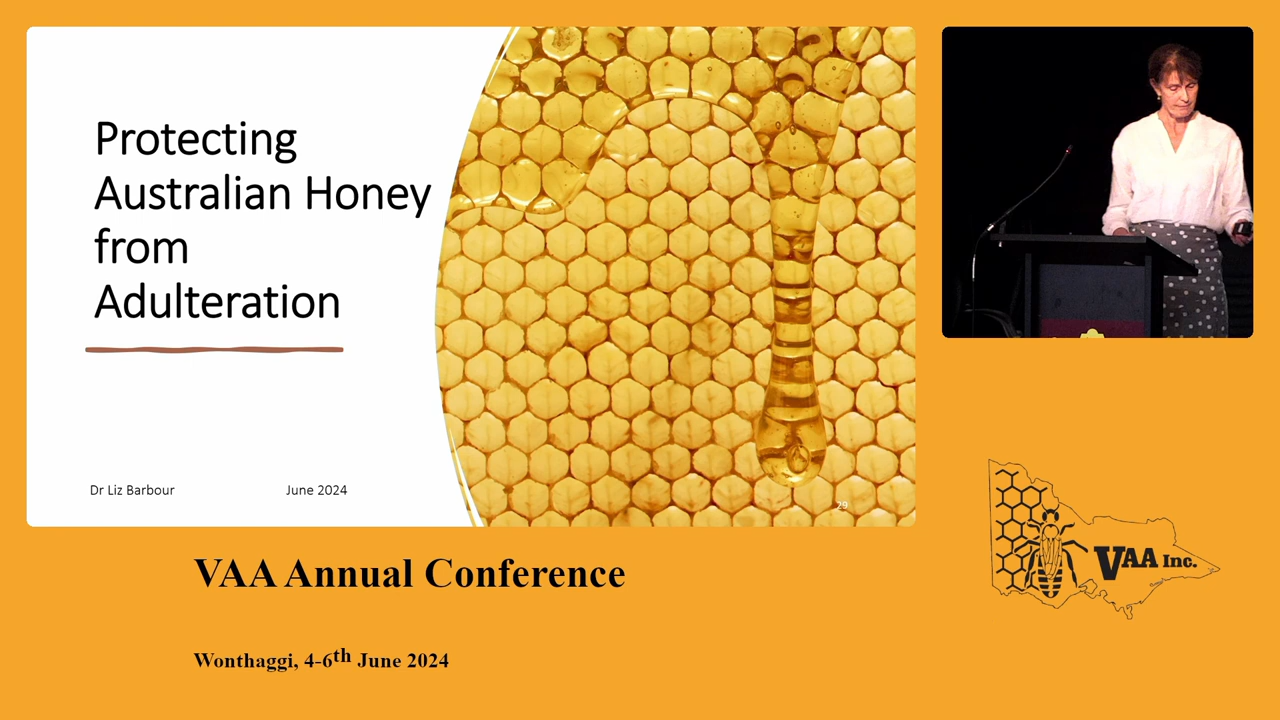 Protecting
Australian Honey
from
Adulteration
Dr Liz Barbour
June 2024
29
VAA Annual Conference
Wonthaggi, 4-6th June 2024
VAA Inc.